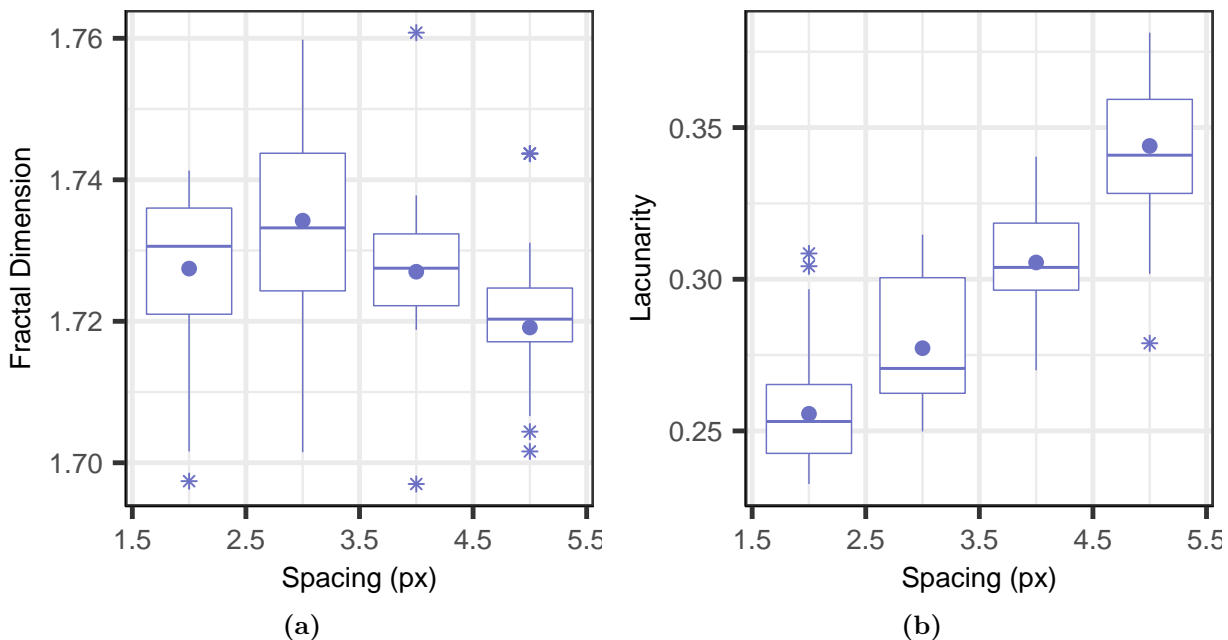 1.76
1.74
1.72
1.70
Fractal Dimension
1.5 2.5 3.5 4.5 5.5
Spacing (px)
(a)
0.35
0.30
0.25
Lacunarity
1.5 2.5 3.5 4.5 5.5
Spacing (px)
(b)